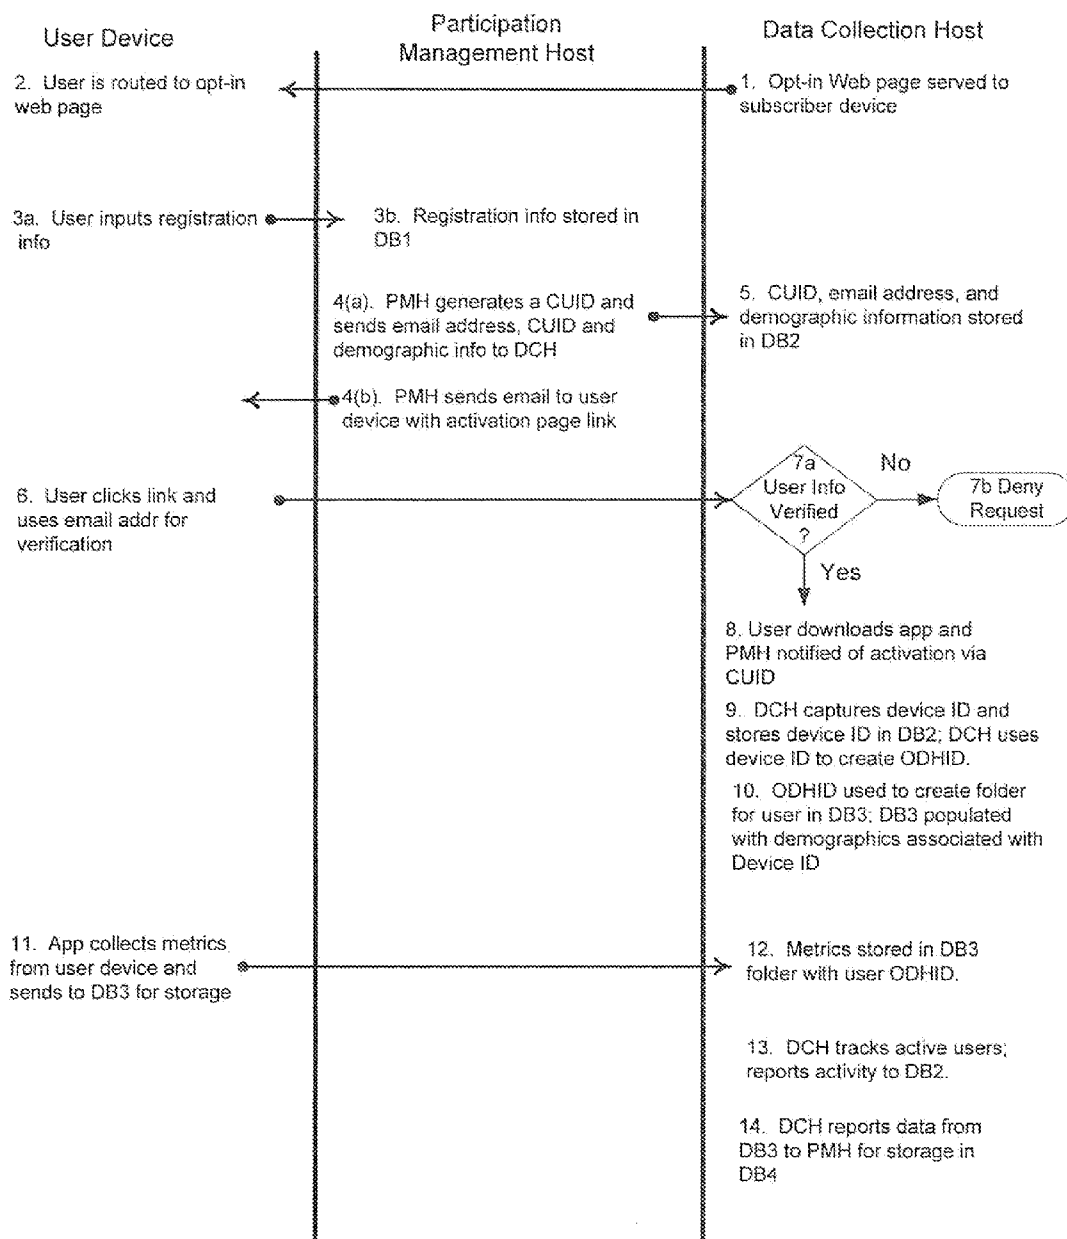 User Device
Participation
Management Host
Data Collection Host
2. User is routed to opt-in
web page
1. Opt-in Web page served to
subscriber device
3a. User inputs registration
info
3b. Registration info stored in
DB1
4(a). PMH generates a CUID and
sends email address, CUID and
demographic info to DCH
5. CUID, email address, and
demographic information stored
in DB2
4(b). PMH sends email to user
device with activation page link
6. User clicks link and
uses email addr for
verification
7a
User Info
Verified
?
No
7b Deny
Request
Yes
8. User downloads app and
PMH notified of activation via
CUID
9. DCH captures device ID and
stores device ID in DB2; DCH uses
device ID to create ODHID.
10. ODHID used to create folder
for user in DB3; DB3 populated
with demographics associated with
Device ID
11. App collects metrics
from user device and
sends to DB3 for storage
12. Metrics stored in DB3
folder with user ODHID.
13. DCH tracks active users;
reports activity to DB2.
14. DCH reports data from
DB3 to PMH for storage in
DB4